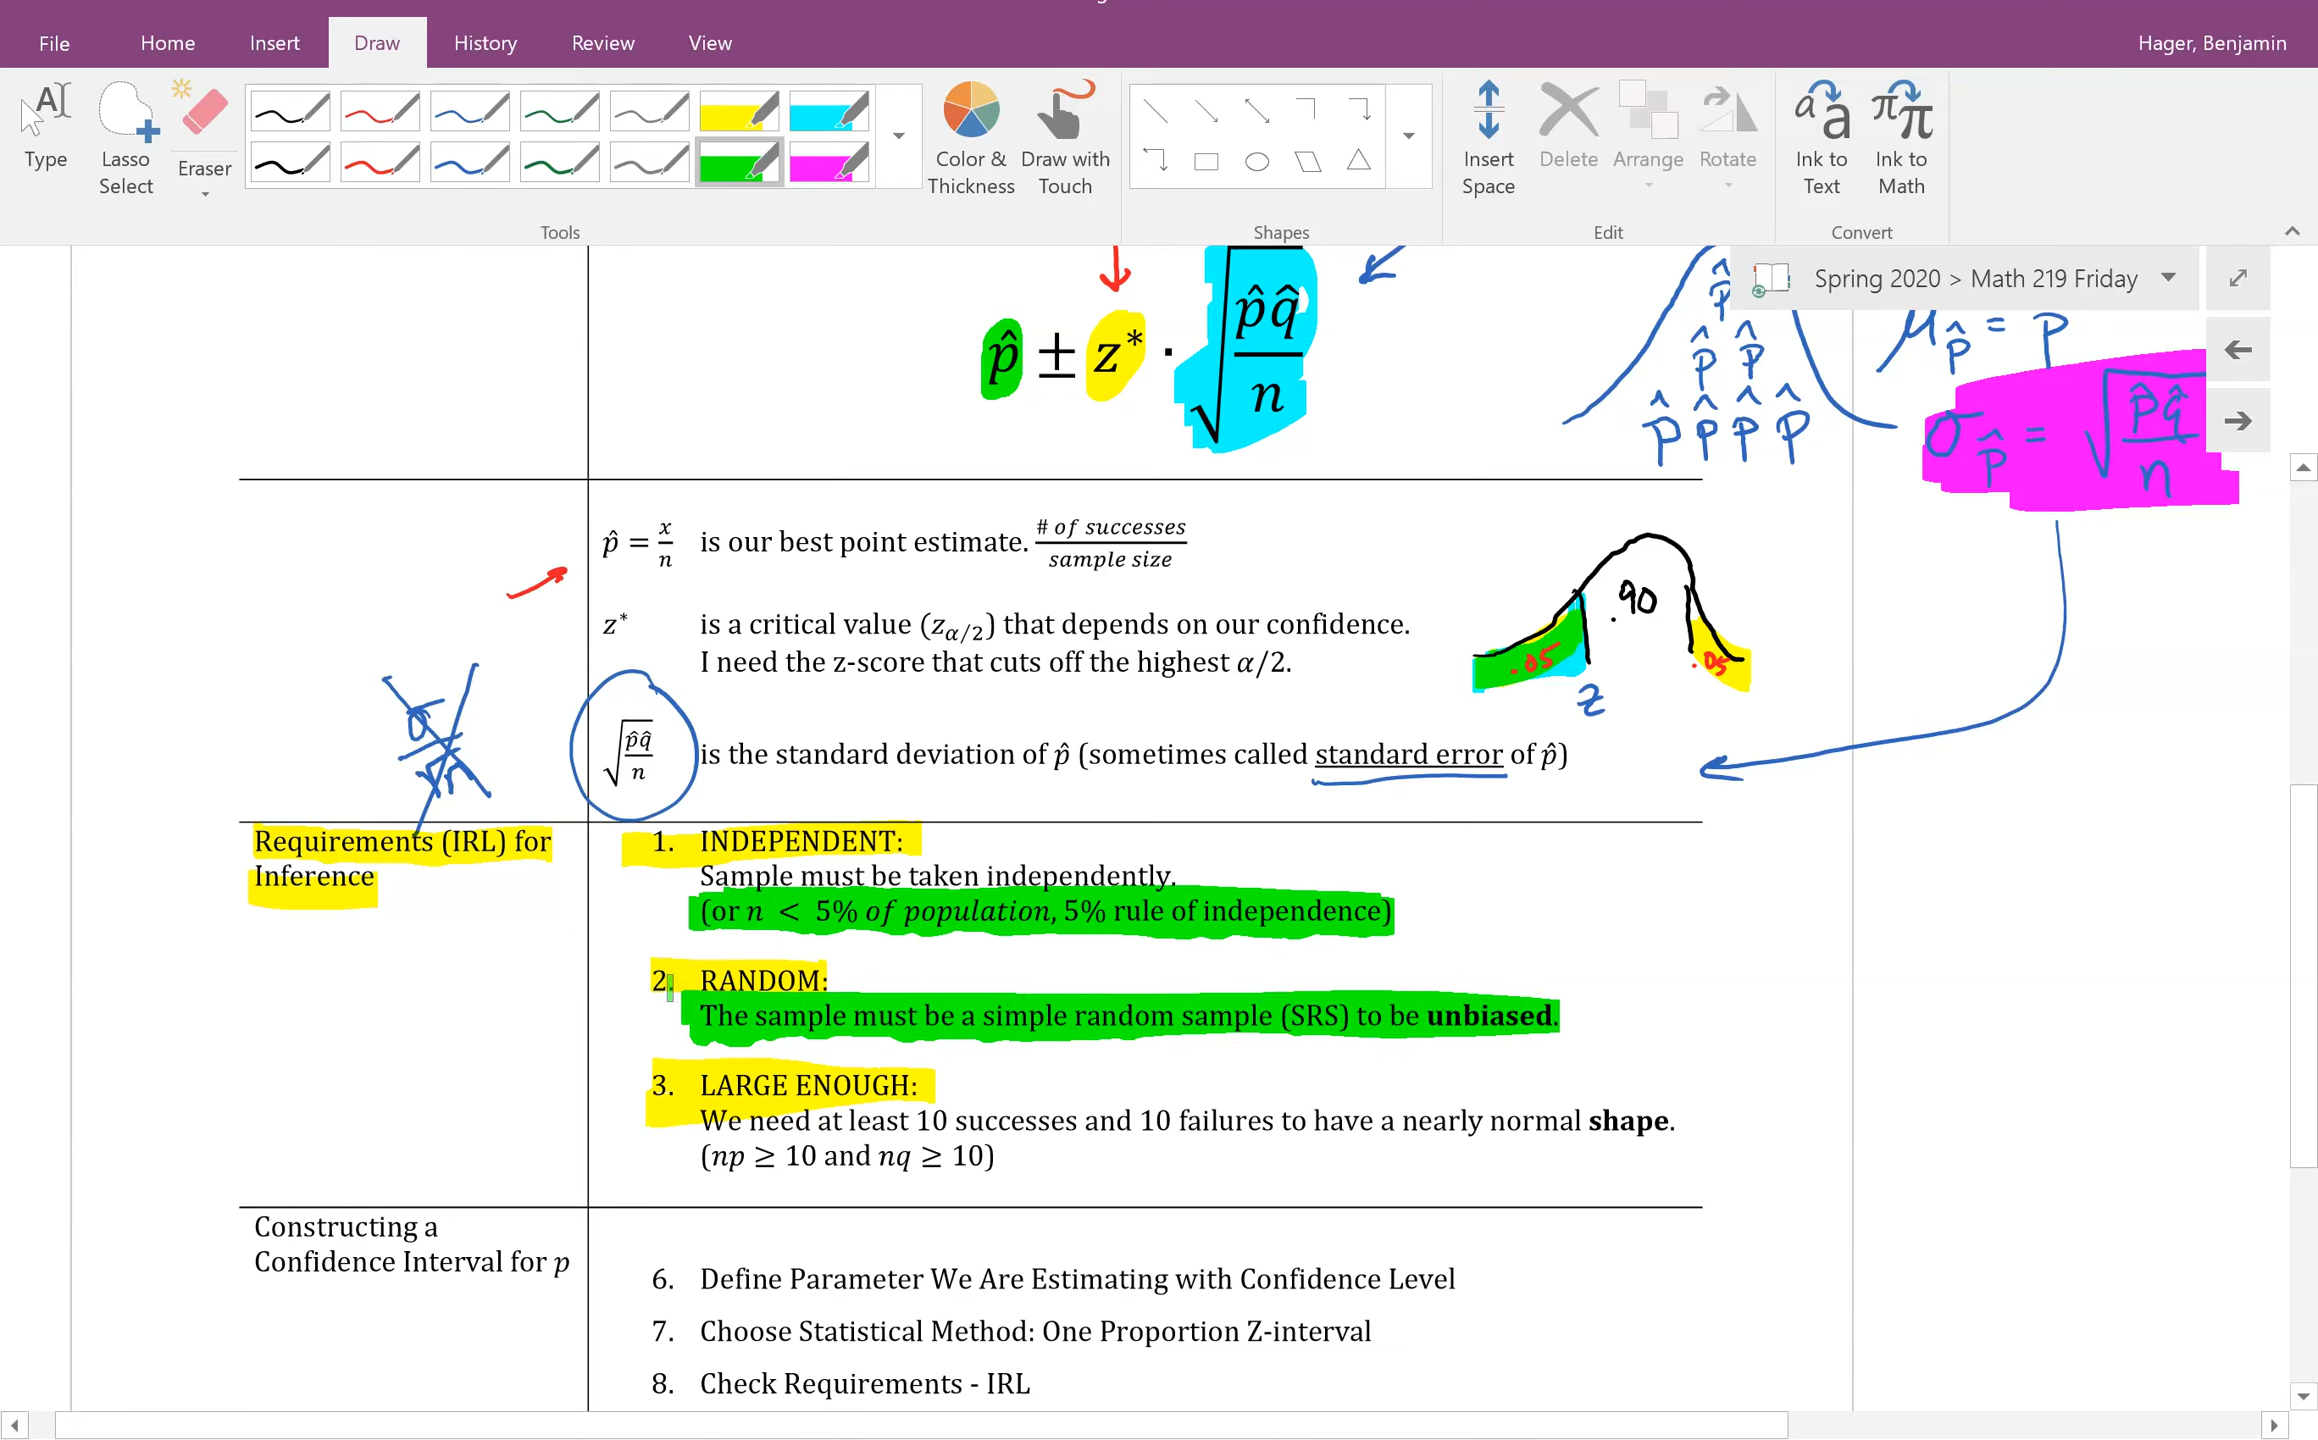 File Home Insert Draw History Review View Hager, Benjamin
Type
Lasso Select
Eraser
Color & Thickness
Draw with Touch
Insert Space
Delete
Arrange
Rotate
Ink to Text
Ink to Math
Tools Shapes Edit Convert
Spring 2020 > Math 219 Friday
p̂ ± z* · √(p̂q̂/n)
p̂
p̂ p̂
p̂ p̂ p̂ p̂
μ_p̂ = p
σ_p̂ = √(p̂q̂/n)
p̂ = x/n is our best point estimate. # of successes/sample size
z* is a critical value (z_α/2) that depends on our confidence.
I need the z-score that cuts off the highest α/2.
.90
.05 .05
z
σ/√n
√(p̂q̂/n) is the standard deviation of p̂ (sometimes called standard error of p̂)
Requirements (IRL) for
Inference
1. INDEPENDENT:
Sample must be taken independently.
(or n < 5% of population, 5% rule of independence)
2. RANDOM:
The sample must be a simple random sample (SRS) to be unbiased.
3. LARGE ENOUGH:
We need at least 10 successes and 10 failures to have a nearly normal shape.
(np ≥ 10 and nq ≥ 10)
Constructing a
Confidence Interval for p
6. Define Parameter We Are Estimating with Confidence Level
7. Choose Statistical Method: One Proportion Z-interval
8. Check Requirements - IRL